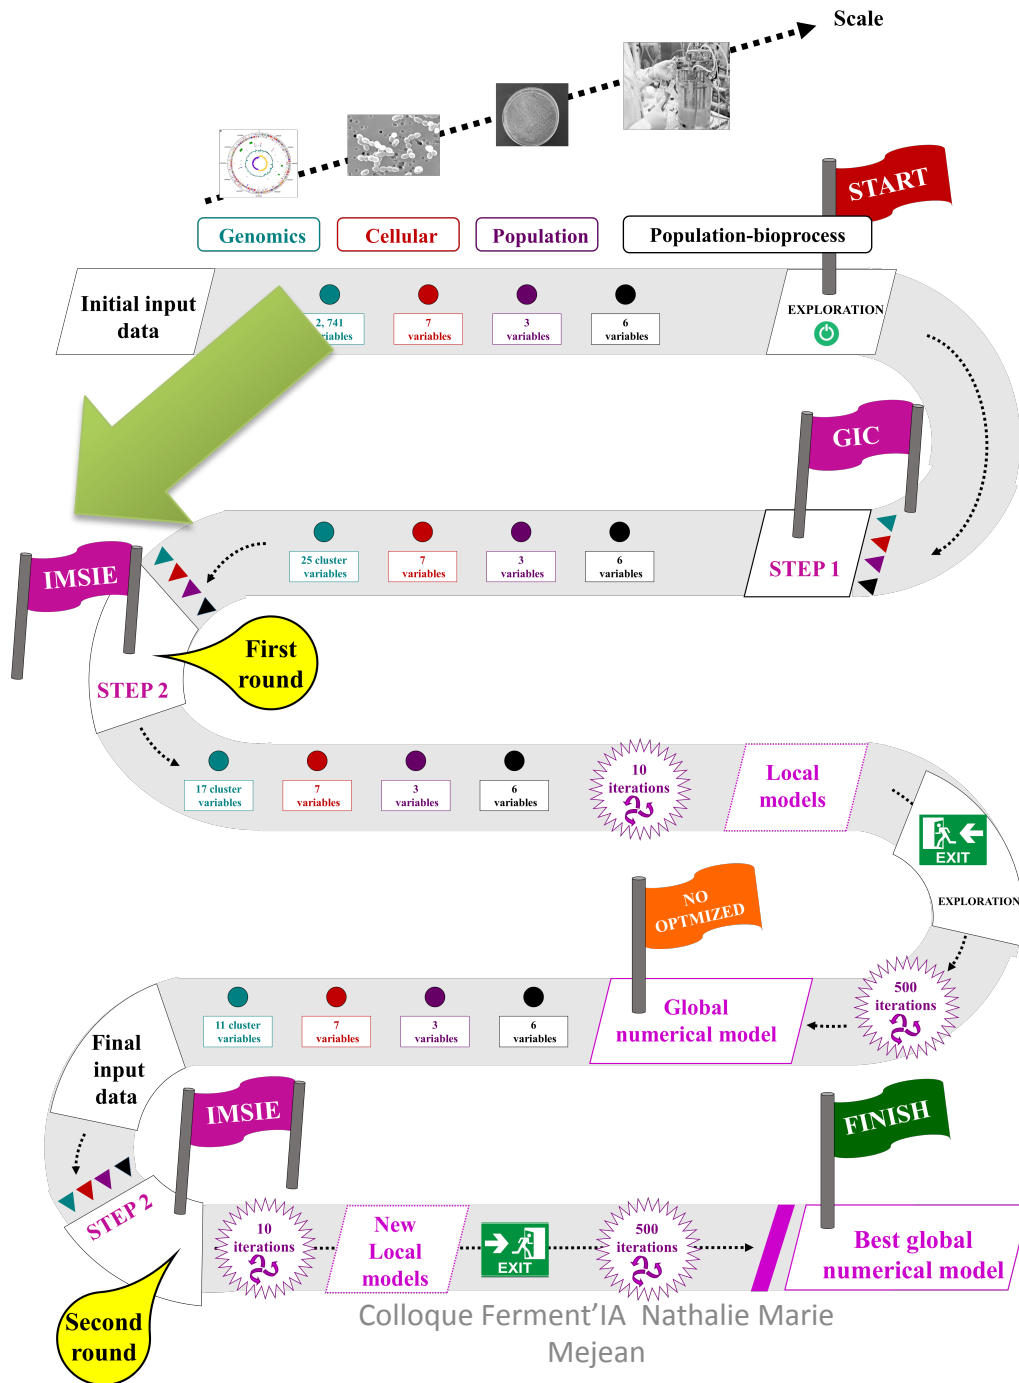 Scale
START
Genomics
Cellular
Population
Population-bioprocess
Initial input
data
2, 741
variables
7
variables
3
variables
6
variables
EXPLORATION
GIC
25 cluster
variables
7
variables
3
variables
6
variables
STEP 1
IMSIE
STEP 2
First
round
17 cluster
variables
7
variables
3
variables
6
variables
10
iterations
Local
models
EXIT
EXPLORATION
NO
OPTMIZED
500
iterations
Global
numerical model
11 cluster
variables
7
variables
3
variables
6
variables
Final
input
data
IMSIE
FINISH
STEP 2
10
iterations
New
Local
models
EXIT
500
iterations
Best global
numerical model
Second
round
Colloque Ferment'IA Nathalie Marie
Mejean